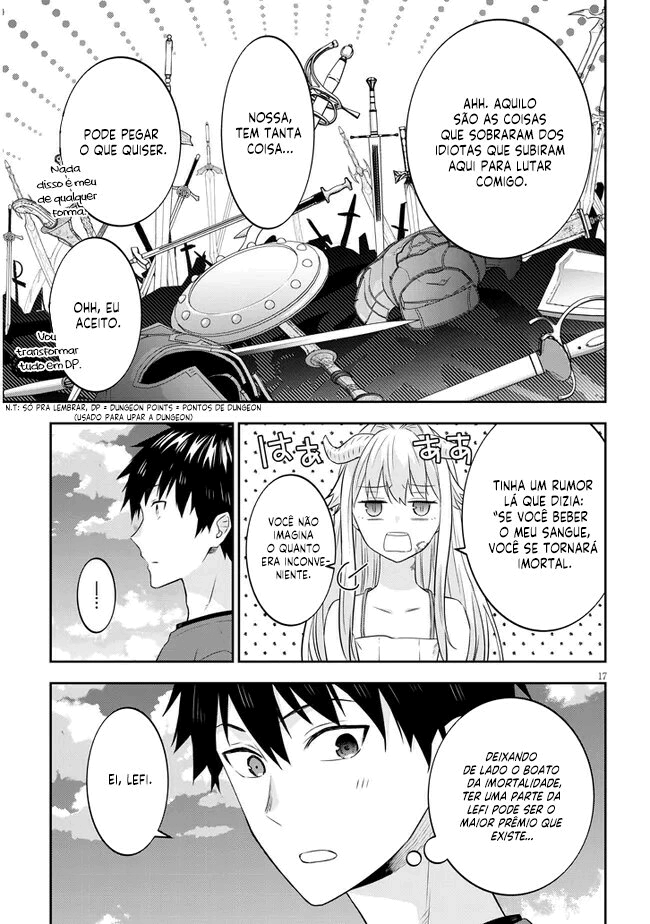 AHH. AQUILO
SÃO AS COISAS
QUE SOBRARAM DOS
IDIOTAS QUE SUBIRAM
AQUI PARA LUTAR
COMIGO.
NOSSA,
TEM TANTA
COISA...
PODE PEGAR
O QUE QUISER.
Nada
disso é meu
de qualquer
forma.
OHH, EU
ACEITO.
Vou
transformar
tudo em DP.
N.T: SÓ PRA LEMBRAR, DP = DUNGEON POINTS = PONTOS DE DUNGEON
(USADO PARA UPAR A DUNGEON)
TINHA UM RUMOR
LÁ QUE DIZIA:
"SE VOCÊ BEBER
O MEU SANGUE,
VOCÊ SE TORNARÁ
IMORTAL.
ぁぁ
はぁ
VOCÊ NÃO
IMAGINA
O QUANTO
ERA INCONVE-
NIENTE.
...!
17
DEIXANDO
DE LADO O BOATO
DA IMORTALIDADE,
TER UMA PARTE DA
LEFI PODE SER O
MAIOR PRÊMIO QUE
EXISTE...
EI, LEFI.